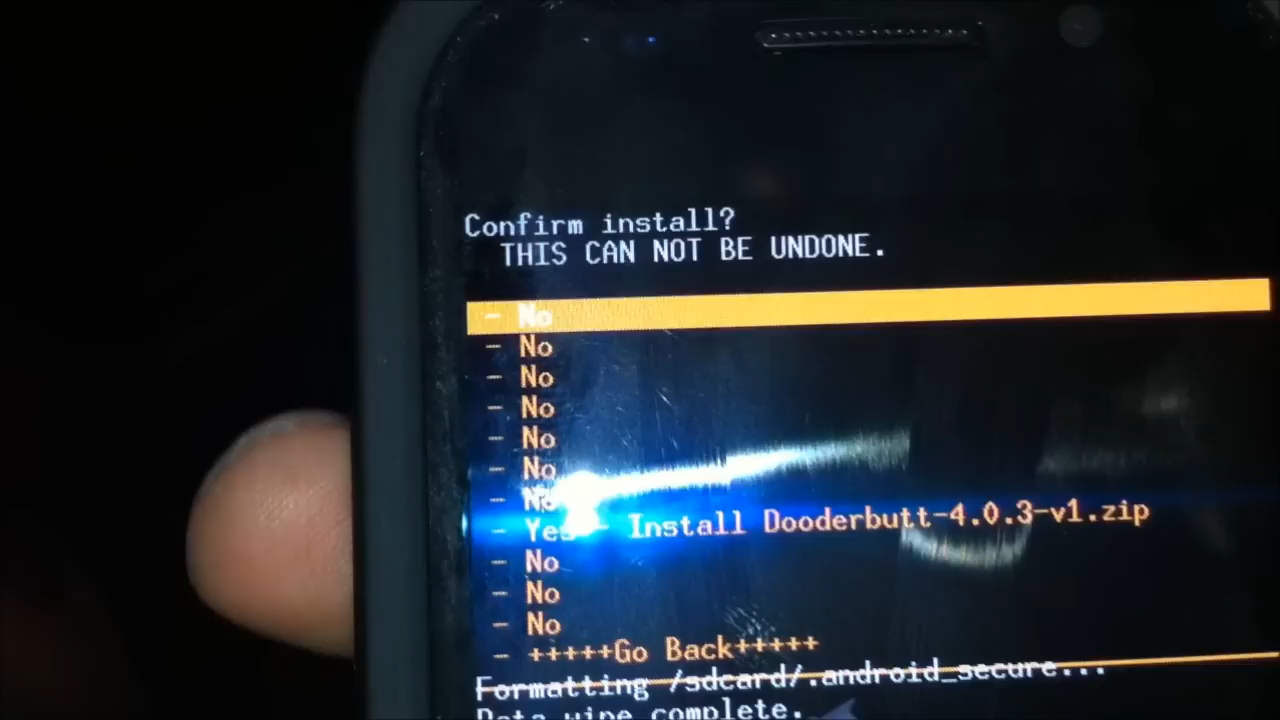 Confirm install?
THIS CAN NOT BE UNDONE.
- No
- No
- No
- No
- No
- No
- No
- Yes - Install Dooderbutt-4.0.3-v1.zip
- No
- No
- No
- +++++Go Back+++++
Formatting /sdcard/.android_secure...
Data wipe complete.